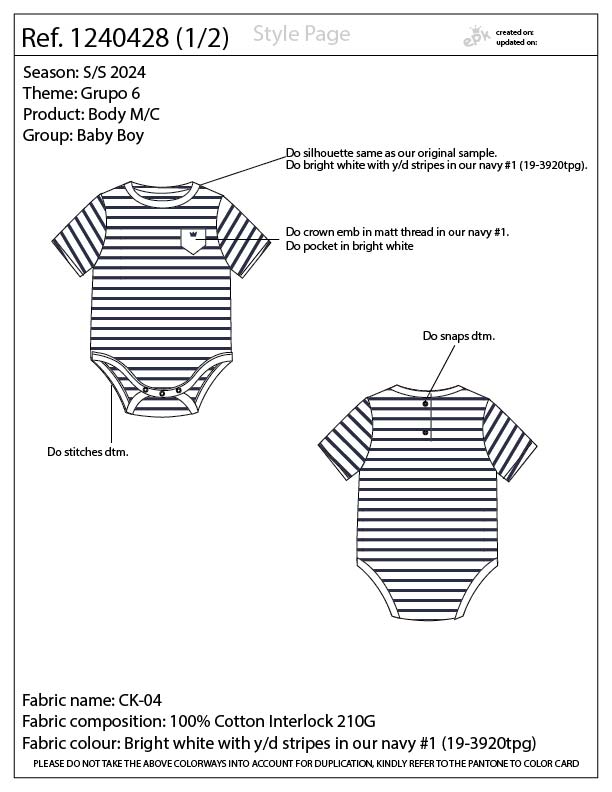 Ref. 1240428 (1/2)
Style Page
epk
created on:
updated on:
Season: S/S 2024
Theme: Grupo 6
Product: Body M/C
Group: Baby Boy
Do silhouette same as our original sample.
Do bright white with y/d stripes in our navy #1 (19-3920tpg).
Do crown emb in matt thread in our navy #1.
Do pocket in bright white
Do snaps dtm.
Do stitches dtm.
Fabric name: CK-04
Fabric composition: 100% Cotton Interlock 210G
Fabric colour: Bright white with y/d stripes in our navy #1 (19-3920tpg)
PLEASE DO NOT TAKE THE ABOVE COLORWAYS INTO ACCOUNT FOR DUPLICATION, KINDLY REFER TO THE PANTONE TO COLOR CARD